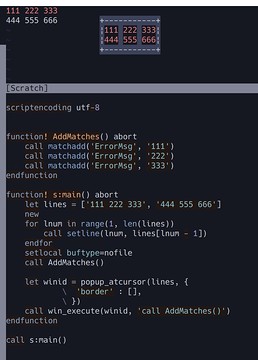 111 222 333
444 555 666
111 222 333
444 555 666
[Scratch]
scriptencoding utf-8
function! AddMatches() abort
call matchadd('ErrorMsg', '111')
call matchadd('ErrorMsg', '222')
call matchadd('ErrorMsg', '333')
endfunction
function! s:main() abort
let lines = ['111 222 333', '444 555 666']
new
for lnum in range(1, len(lines))
call setline(lnum, lines[lnum - 1])
endfor
setlocal buftype=nofile
call AddMatches()
let winid = popup_atcursor(lines, {
\ 'border' : [],
\ })
call win_execute(winid, 'call AddMatches()')
endfunction
call s:main()